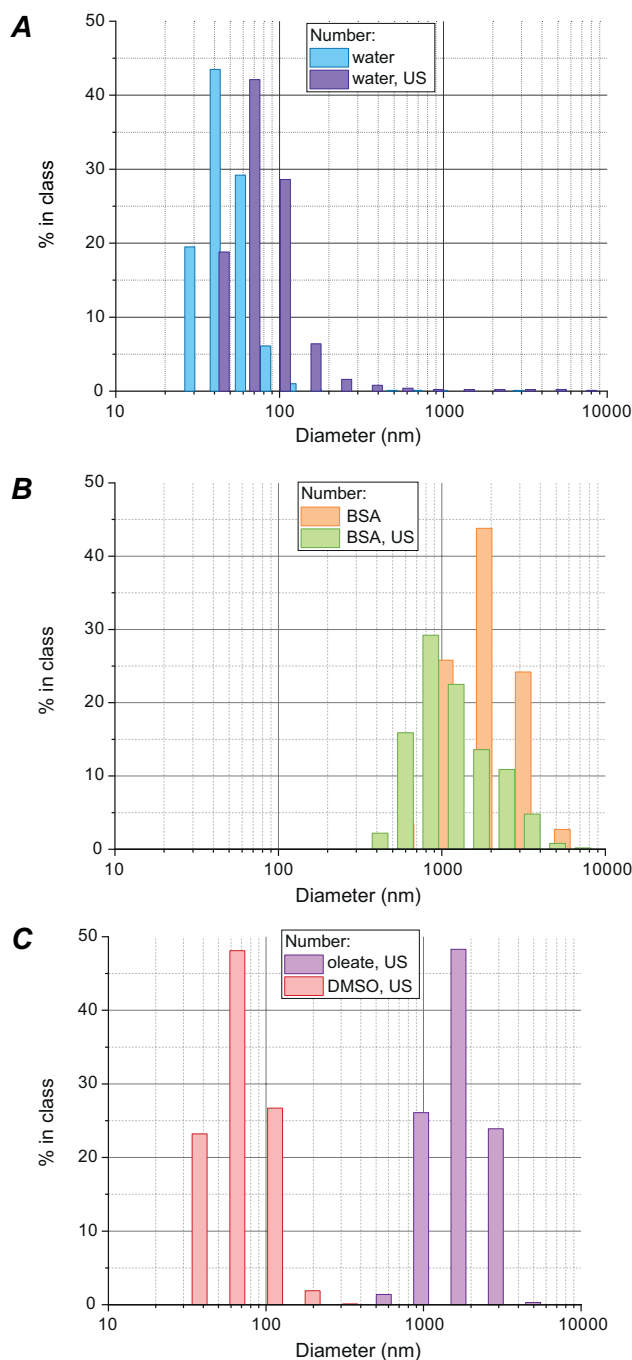 A
Number:
water
water, US
50
40
30
20
10
0
% in class
10
100
1000
10000
Diameter (nm)
B
Number:
BSA
BSA, US
50
40
30
20
10
0
% in class
10
100
1000
10000
Diameter (nm)
C
Number:
oleate, US
DMSO, US
50
40
30
20
10
0
% in class
10
100
1000
10000
Diameter (nm)